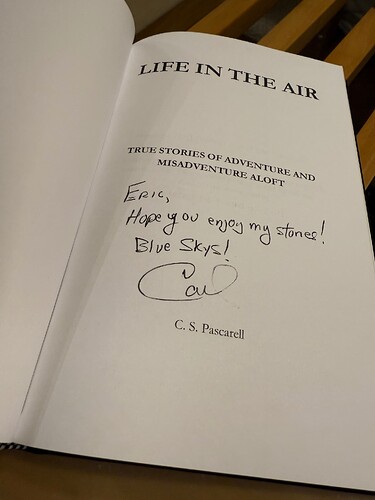 LIFE IN THE AIR
TRUE STORIES OF ADVENTURE AND
MISADVENTURE ALOFT
Eric,
Hope you enjoy my stories!
Blue Skys!
C. S. Pascarell